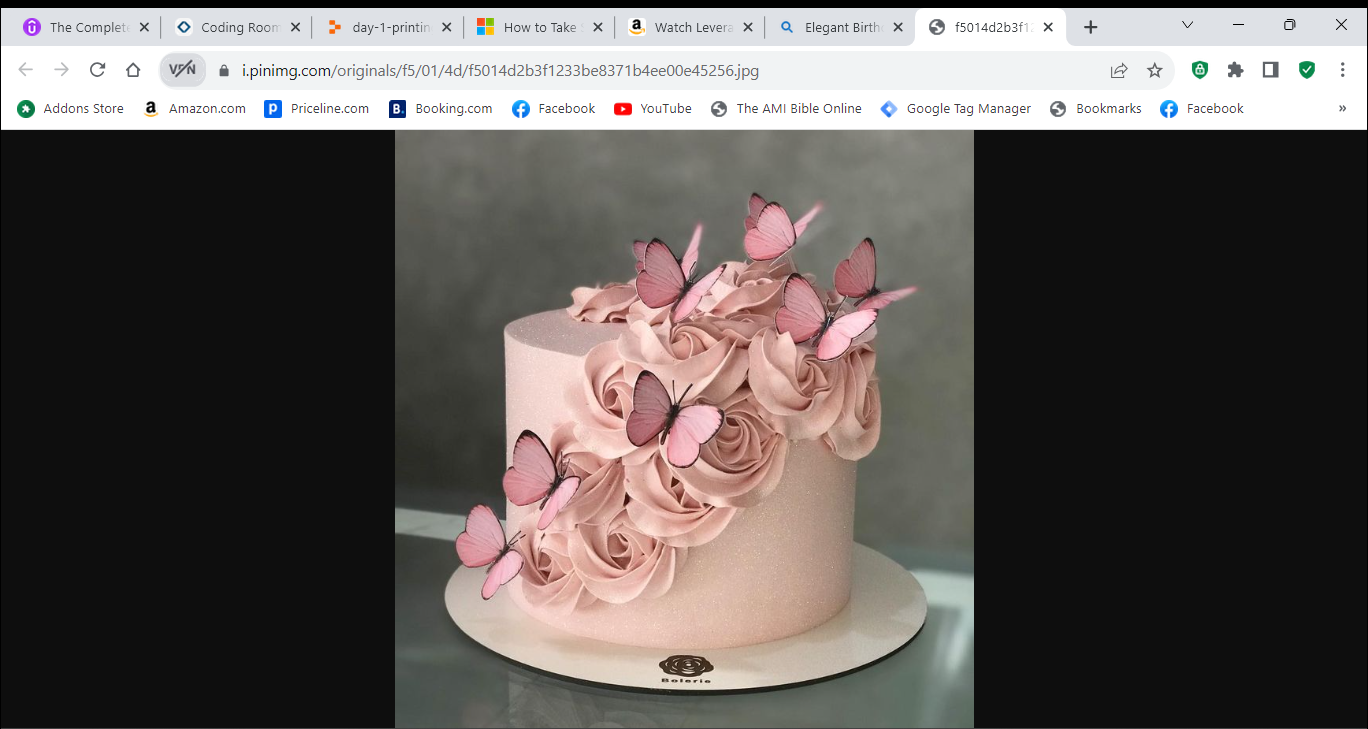 The Complete
Coding Room
day-1-printin
How to Take S
Watch Levera
Elegant Birth
f5014d2b3f12
VPN
i.pinimg.com/originals/f5/01/4d/f5014d2b3f1233be8371b4ee00e45256.jpg
Addons Store
Amazon.com
Priceline.com
Booking.com
Facebook
YouTube
The AMI Bible Online
Google Tag Manager
Bookmarks
Facebook
»
Bolerie